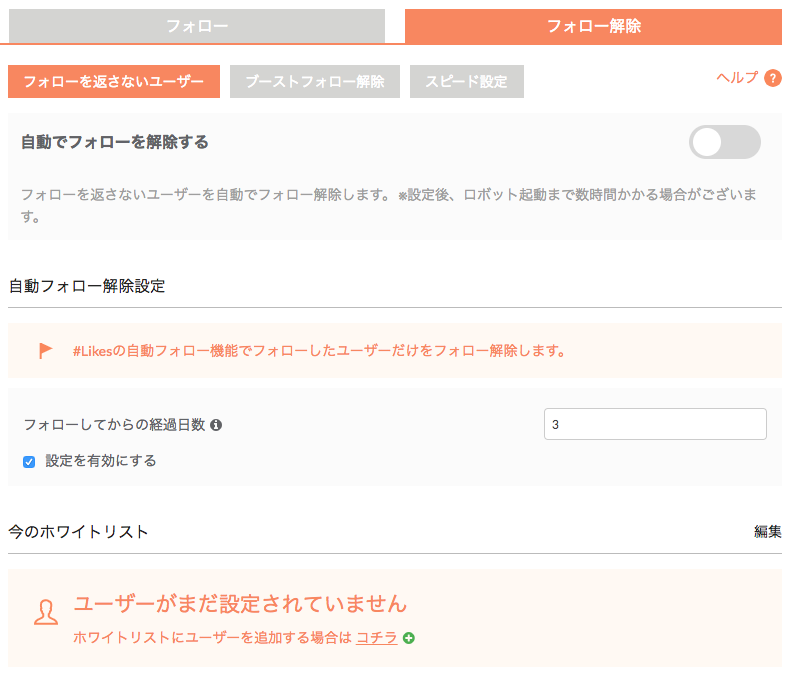 フォロー
フォロー解除
フォローを返さないユーザー
ブーストフォロー解除
スピード設定
ヘルプ ?
自動でフォローを解除する
フォローを返さないユーザーを自動でフォロー解除します。 ※設定後、ロボット起動まで数時間かかる場合がございま
す。
自動フォロー解除設定
#Likesの自動フォロー機能でフォローしたユーザーだけをフォロー解除します。
フォローしてからの経過日数
3
設定を有効にする
今のホワイトリスト
編集
ユーザーがまだ設定されていません
ホワイトリストにユーザーを追加する場合は コチラ